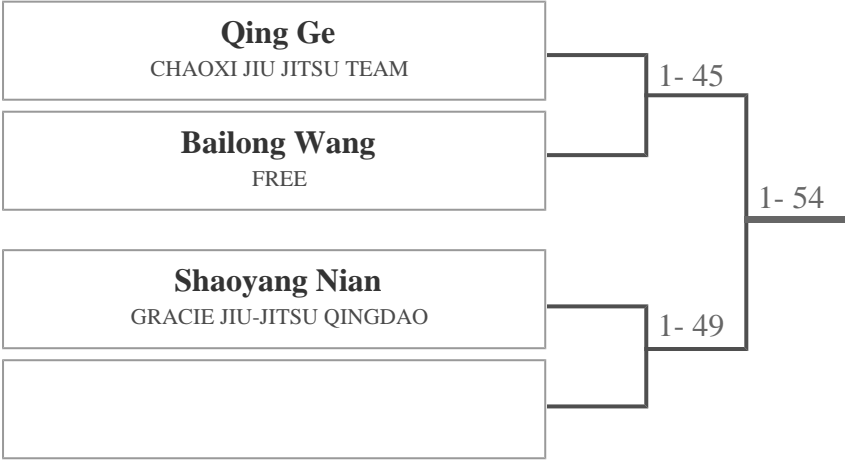 Qing Ge
CHAOXI JIU JITSU TEAM
1- 45
Bailong Wang
FREE
1- 54
Shaoyang Nian
GRACIE JIU-JITSU QINGDAO
1- 49